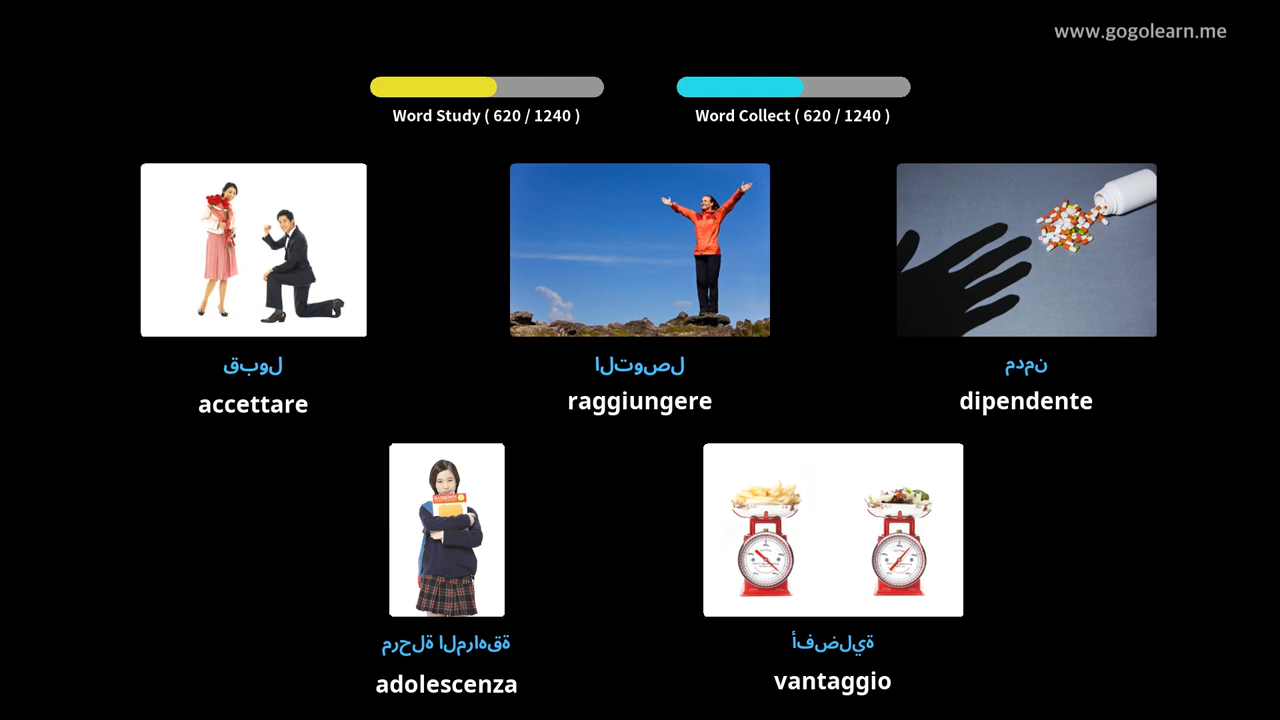 www.gogolearn.me
Word Study ( 620 / 1240 )
Word Collect ( 620 / 1240 )
قبول
accettare
التوصل
raggiungere
مدمن
dipendente
مرحلة المراهقة
adolescenza
أفضلية
vantaggio